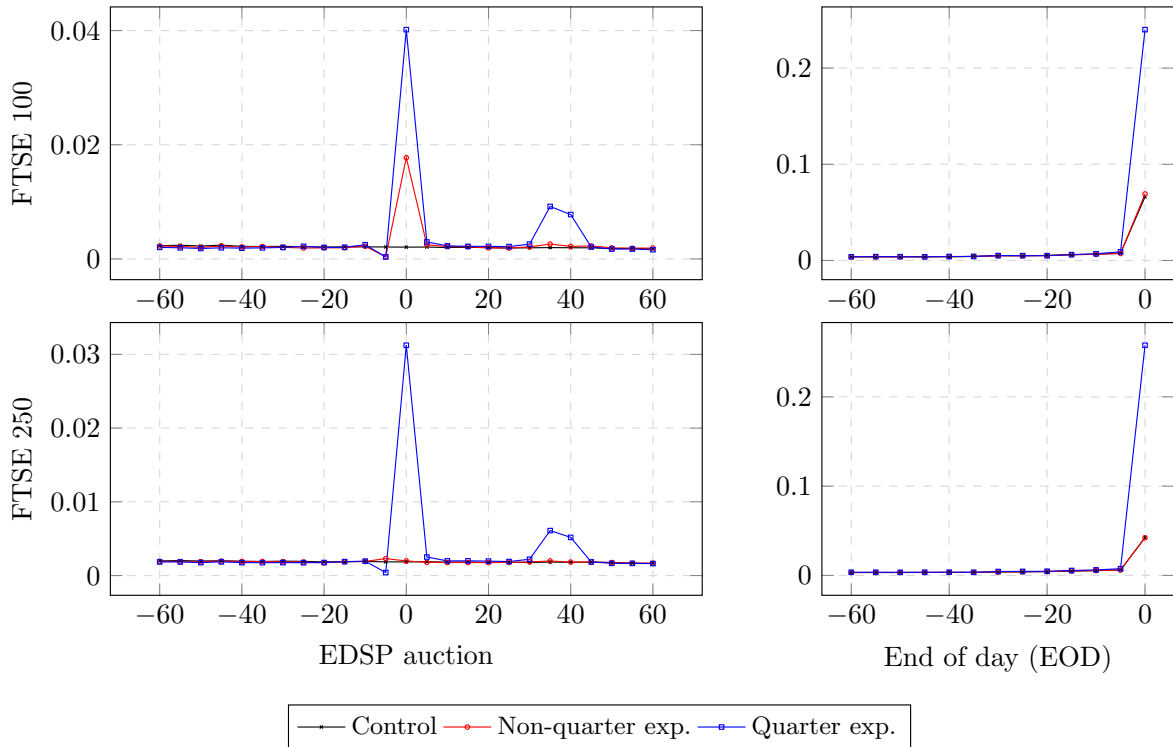 FTSE 100
0.04
0.02
0
−60 −40 −20 0 20 40 60
0.2
0.1
0
−60 −40 −20 0
FTSE 250
0.03
0.02
0.01
0
−60 −40 −20 0 20 40 60
EDSP auction
0.2
0.1
0
−60 −40 −20 0
End of day (EOD)
Control Non-quarter exp. Quarter exp.